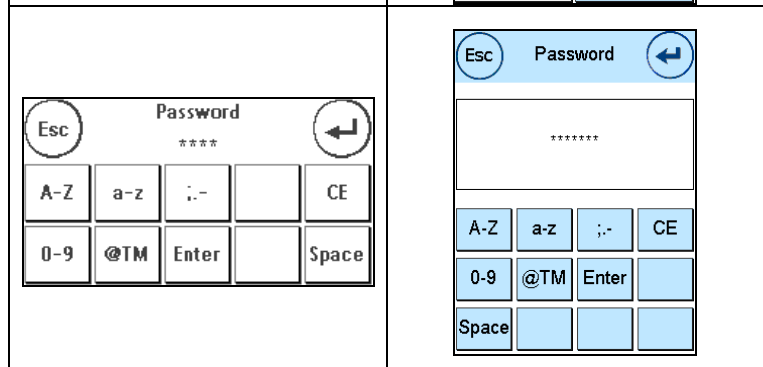 Esc Password
****
A-Z a-z ;.- CE
0-9 @TM Enter Space
Esc Password
*******
A-Z a-z ;.- CE
0-9 @TM Enter
Space